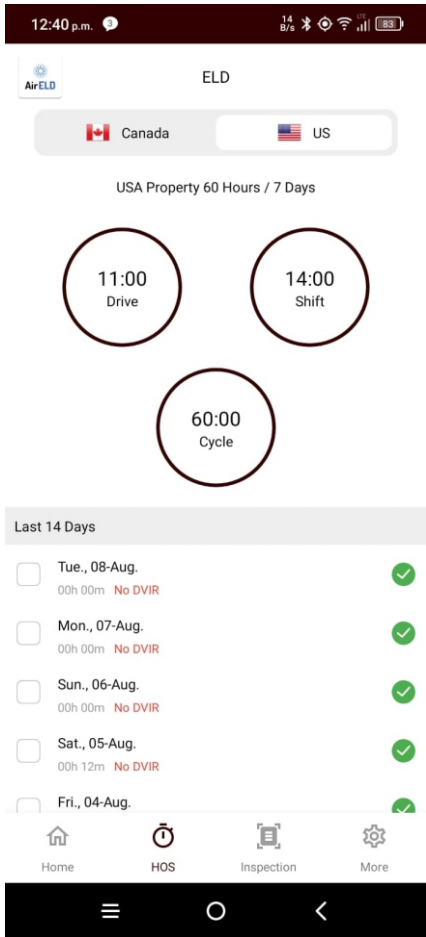 12:40 p.m. 3 14 B/s LTE 83
AirELD
ELD
Canada US
USA Property 60 Hours / 7 Days
11:00 14:00
Drive Shift
60:00
Cycle
Last 14 Days
Tue., 08-Aug.
00h 00m No DVIR
Mon., 07-Aug.
00h 00m No DVIR
Sun., 06-Aug.
00h 00m No DVIR
Sat., 05-Aug.
00h 12m No DVIR
Fri., 04-Aug.
Home HOS Inspection More